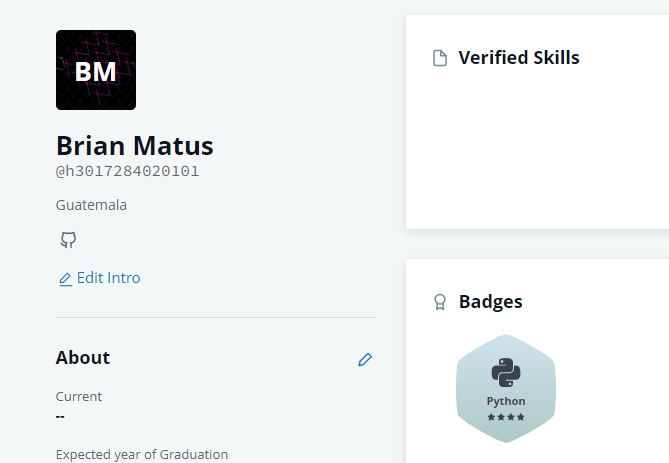 BM
Brian Matus
@h3017284020101
Guatemala
Edit Intro
About
Current
--
Expected year of Graduation
Verified Skills
Badges
Python